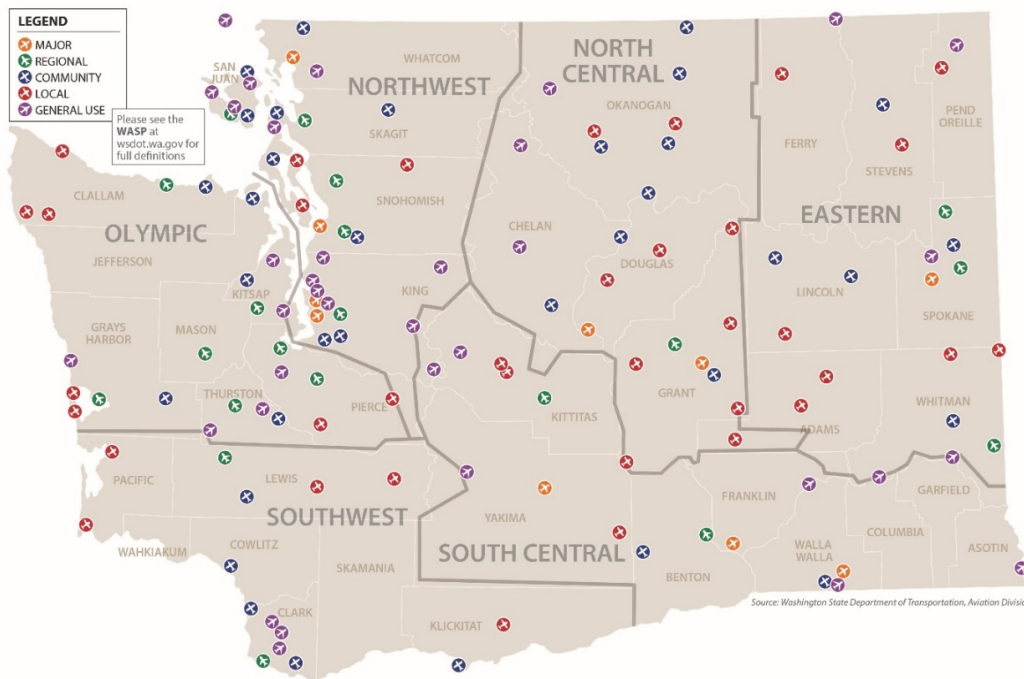 LEGEND
MAJOR
REGIONAL
COMMUNITY
LOCAL
GENERAL USE
Please see the
WASP at
wsdot.wa.gov for
full definitions
SAN
JUAN
WHATCOM
NORTHWEST
SKAGIT
SNOHOMISH
KING
NORTH
CENTRAL
OKANOGAN
CHELAN
DOUGLAS
GRANT
FERRY
STEVENS
PEND
OREILLE
EASTERN
LINCOLN
SPOKANE
ADAMS
WHITMAN
CLALLAM
OLYMPIC
JEFFERSON
KITSAP
GRAYS
HARBOR
MASON
THURSTON
PIERCE
KITTITAS
PACIFIC
LEWIS
SOUTHWEST
WAHKIAKUM
COWLITZ
SKAMANIA
CLARK
YAKIMA
SOUTH CENTRAL
KLICKITAT
BENTON
FRANKLIN
WALLA
WALLA
COLUMBIA
GARFIELD
ASOTIN
Source: Washington State Department of Transportation, Aviation Divisio